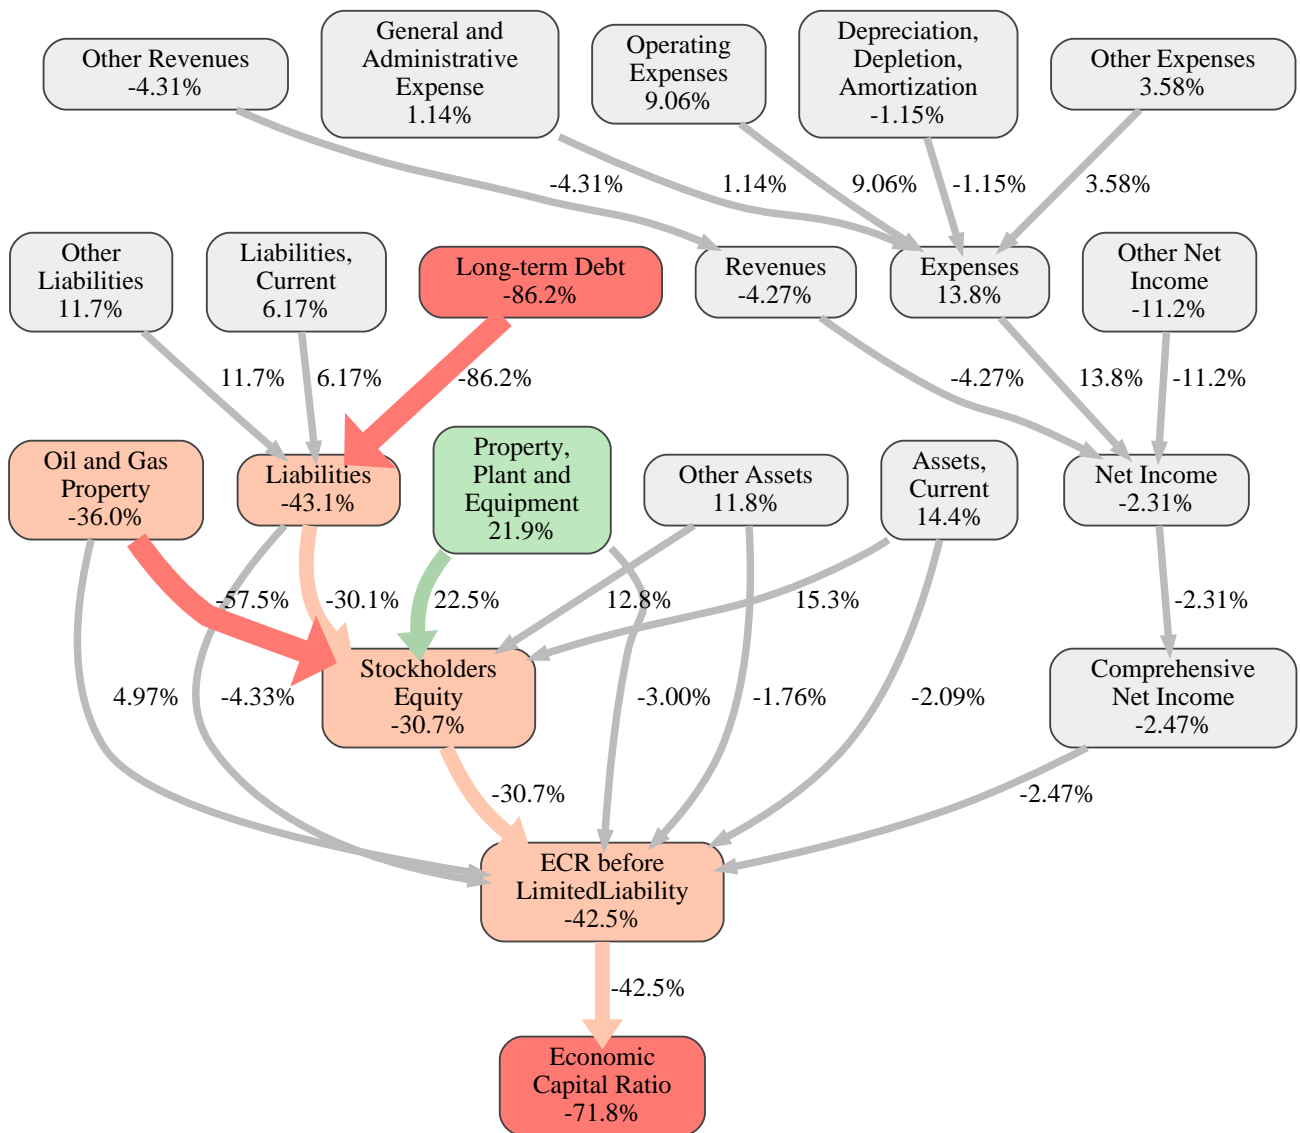 Other Revenues
-4.31%
General and
Administrative
Expense
1.14%
Operating
Expenses
9.06%
Depreciation,
Depletion,
Amortization
-1.15%
Other Expenses
3.58%
-4.31%
1.14%
9.06%
-1.15%
3.58%
Other
Liabilities
11.7%
Liabilities,
Current
6.17%
Long-term Debt
-86.2%
Revenues
-4.27%
Expenses
13.8%
Other Net
Income
-11.2%
11.7%
6.17%
-86.2%
-4.27%
13.8%
-11.2%
Oil and Gas
Property
-36.0%
Liabilities
-43.1%
Property,
Plant and
Equipment
21.9%
Other Assets
11.8%
Assets,
Current
14.4%
Net Income
-2.31%
-57.5%
-30.1%
22.5%
12.8%
15.3%
-2.31%
Stockholders
Equity
-30.7%
Comprehensive
Net Income
-2.47%
4.97%
-4.33%
-3.00%
-1.76%
-2.09%
-30.7%
-2.47%
ECR before
LimitedLiability
-42.5%
-42.5%
Economic
Capital Ratio
-71.8%